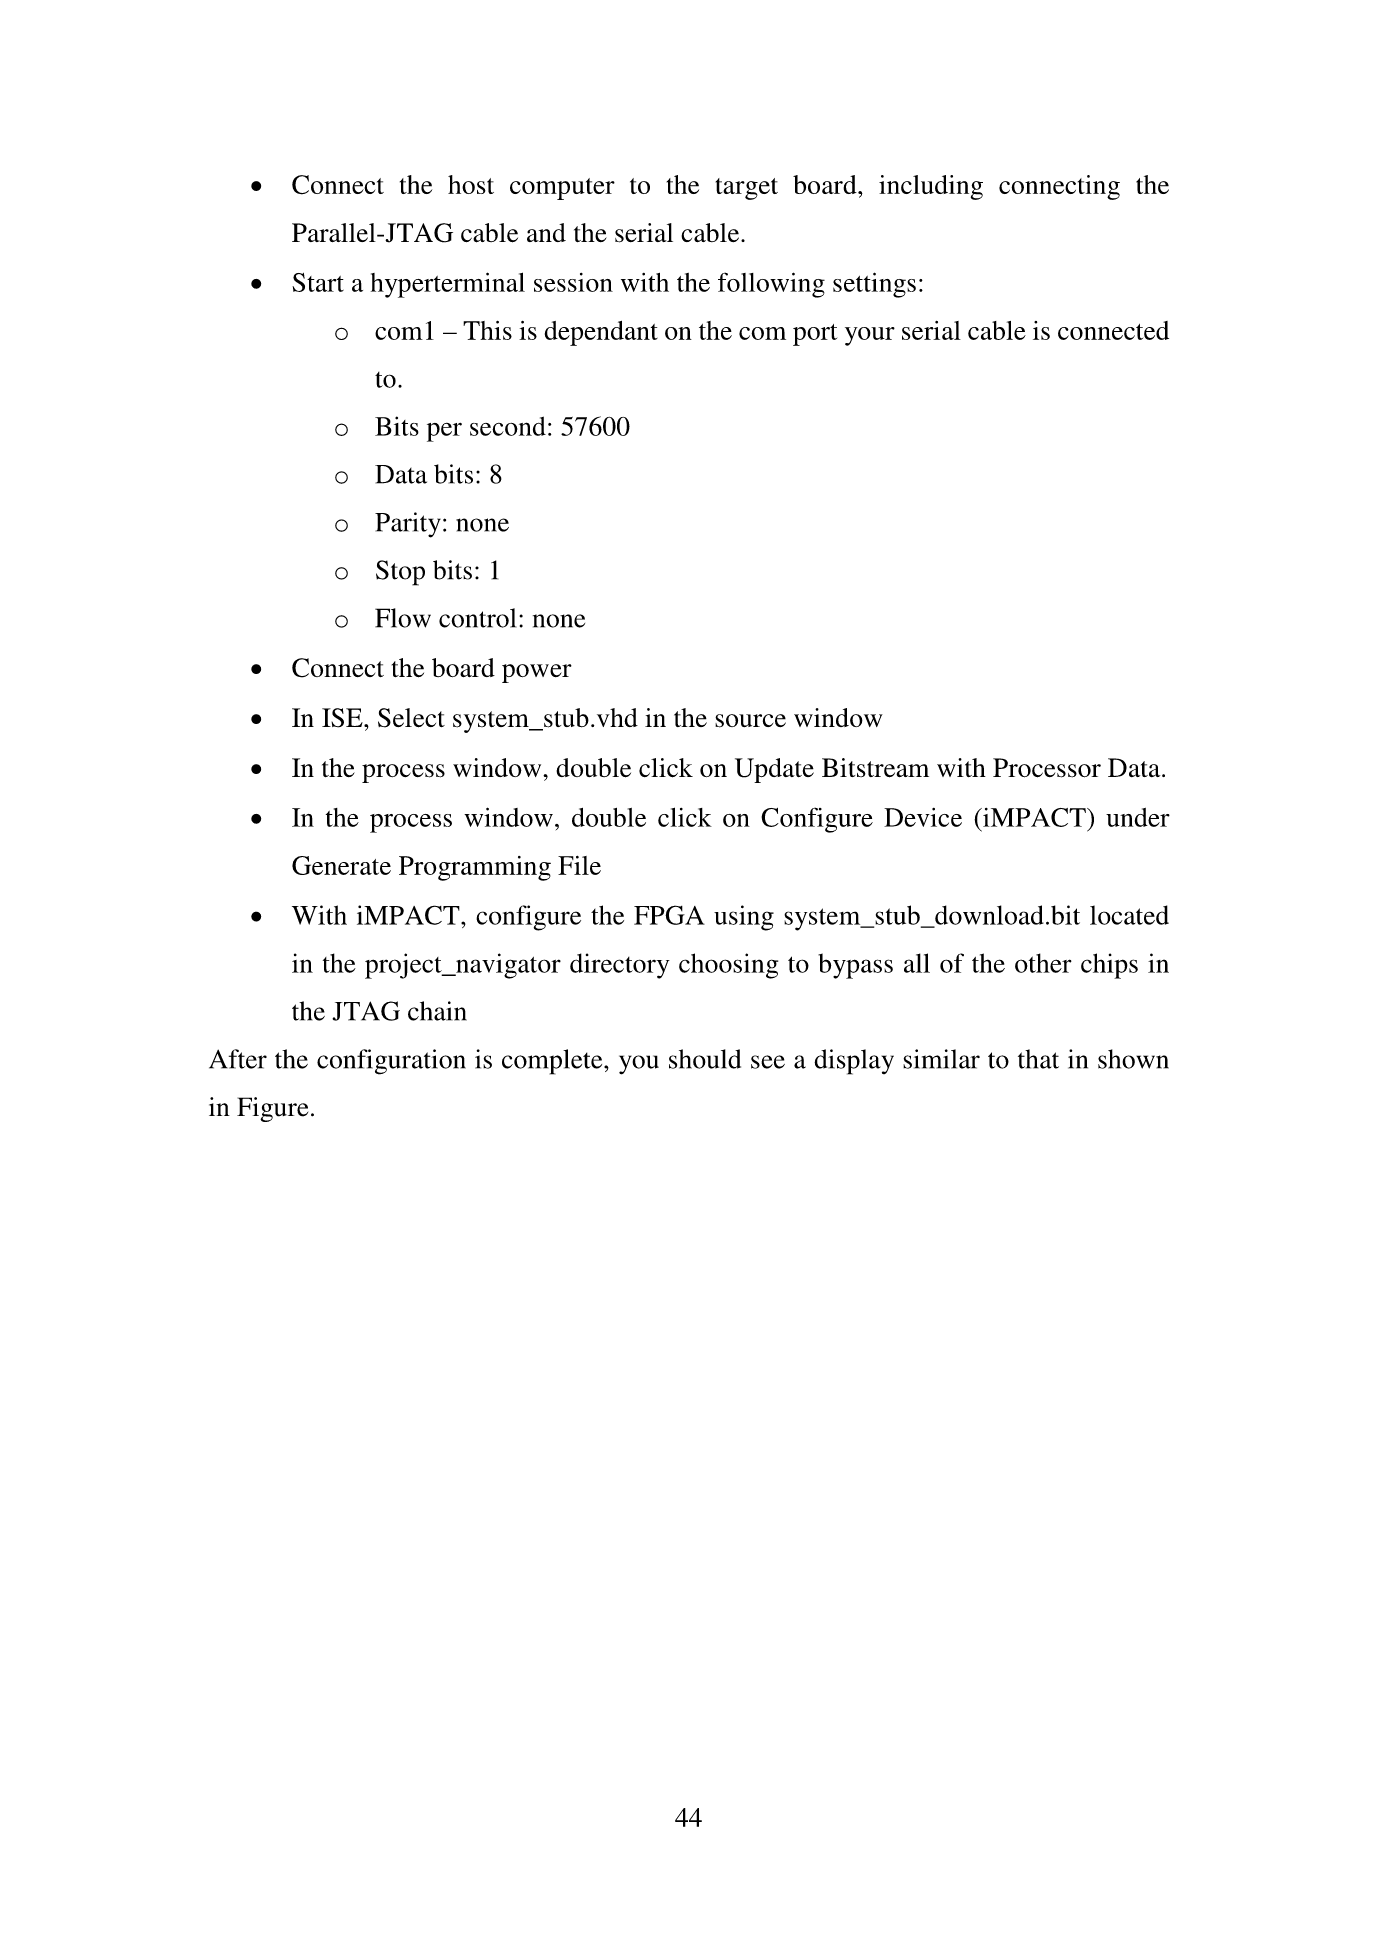 • Connect the host computer to the target board, including connecting the
Parallel-JTAG cable and the serial cable.
• Start a hyperterminal session with the following settings:
o com1 – This is dependant on the com port your serial cable is connected
to.
o Bits per second: 57600
o Data bits: 8
o Parity: none
o Stop bits: 1
o Flow control: none
• Connect the board power
• In ISE, Select system_stub.vhd in the source window
• In the process window, double click on Update Bitstream with Processor Data.
• In the process window, double click on Configure Device (iMPACT) under
Generate Programming File
• With iMPACT, configure the FPGA using system_stub_download.bit located
in the project_navigator directory choosing to bypass all of the other chips in
the JTAG chain
After the configuration is complete, you should see a display similar to that in shown
in Figure.
44